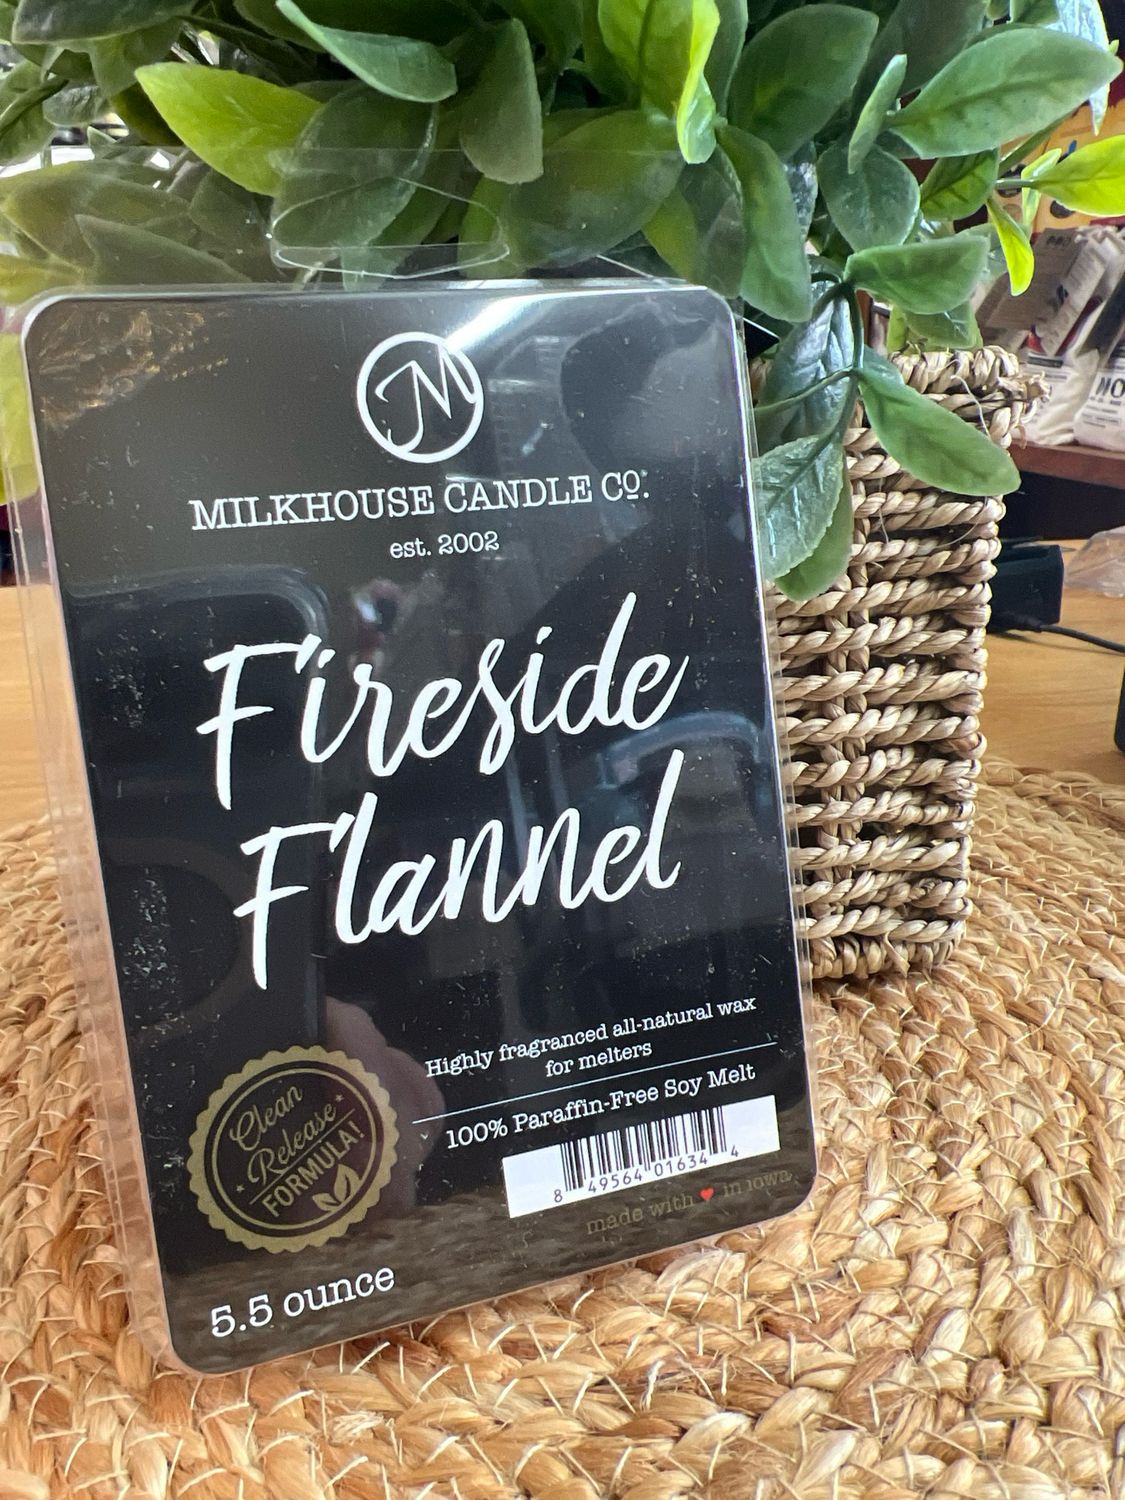 M
MILKHOUSE CANDLE Co.
est. 2002
Fireside
Flannel
Highly fragranced all-natural wax
for melters
100% Paraffin-Free Soy Melt
Clean
Release
FORMULA!
8 49564 01634 4
made with ♥ in iowa
5.5 ounce